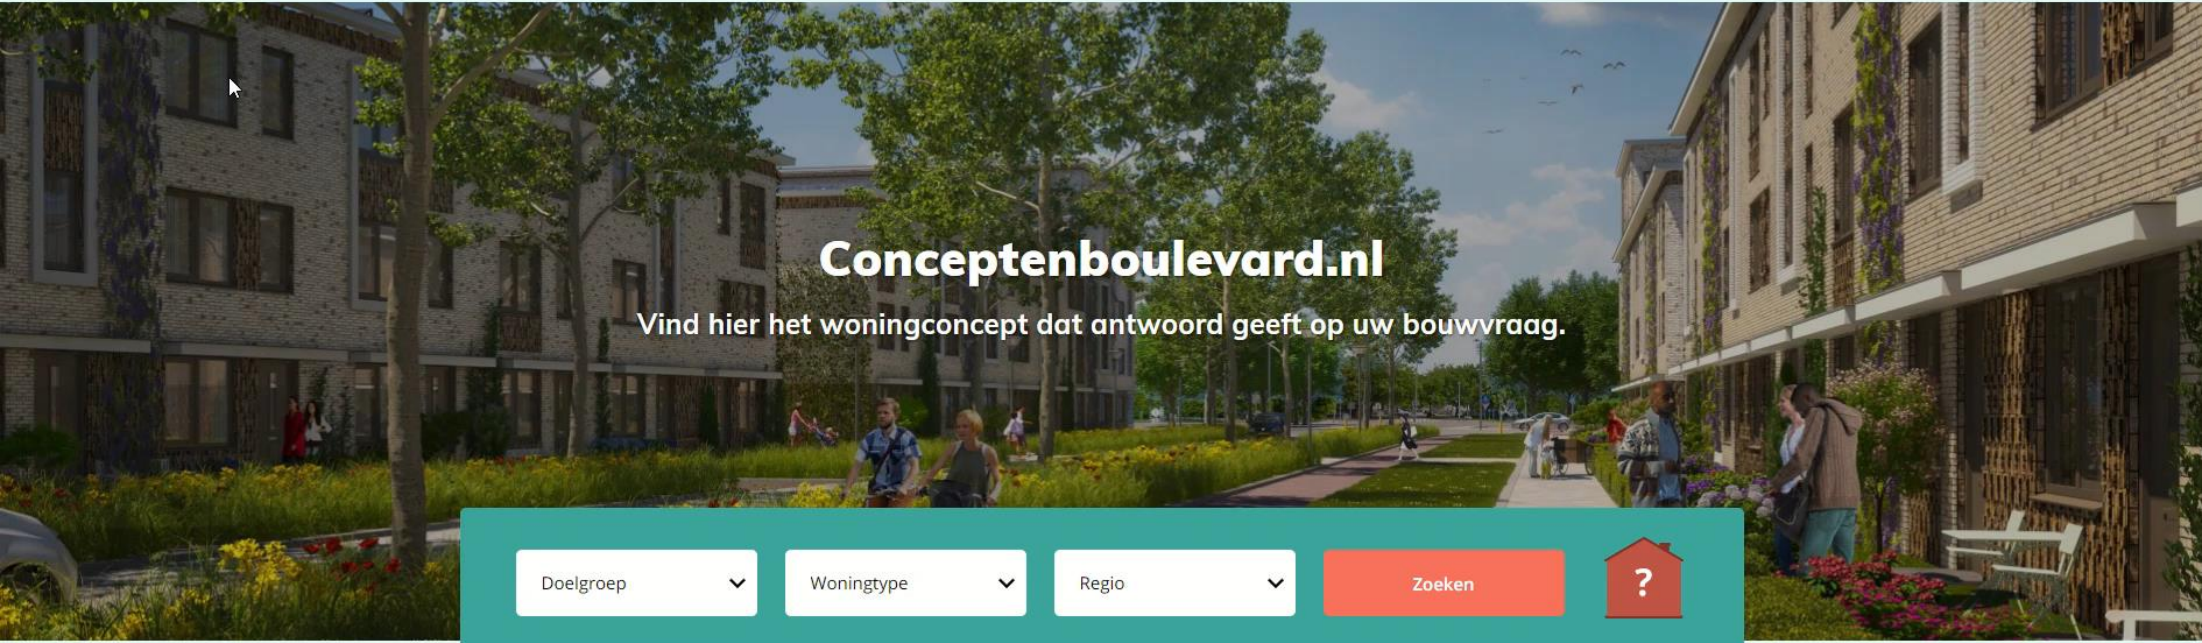 Conceptenboulevard.nl
Vind hier het woningconcept dat antwoord geeft op uw bouwvraag.
Doelgroep
Woningtype
Regio
Zoeken
?